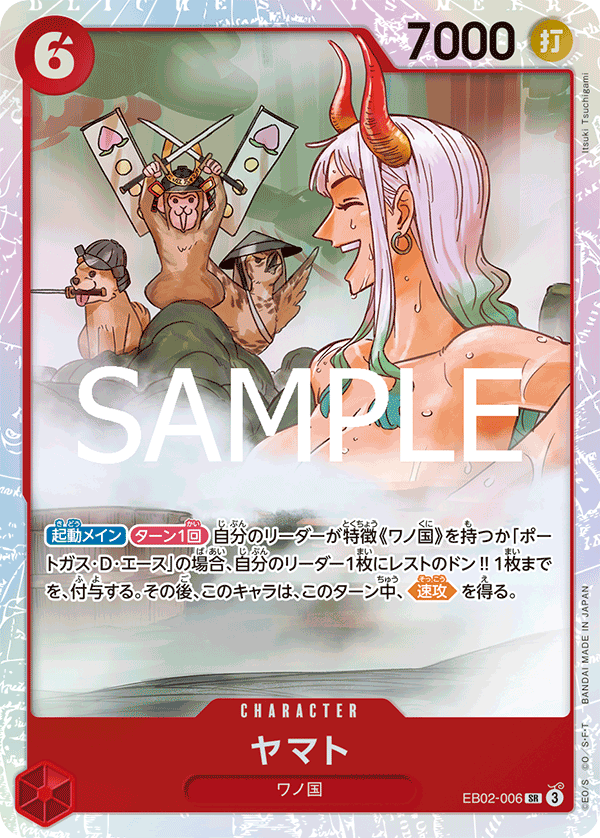 DLICHES EIS MEER
6
7000
打
Itsuki Tsuchigami
SAMPLE
起動メイン ターン1回 自分のリーダーが特徴《ワノ国》を持つか「ポー
トガス・D・エース」の場合、自分のリーダー1枚にレストのドン!!1枚まで
を、付与する。その後、このキャラは、このターン中、速攻 を得る。
CHARACTER
ヤマト
ワノ国
EB02-006 SR 3
©EO/S ©O/S・F・T BANDAI MADE IN JAPAN